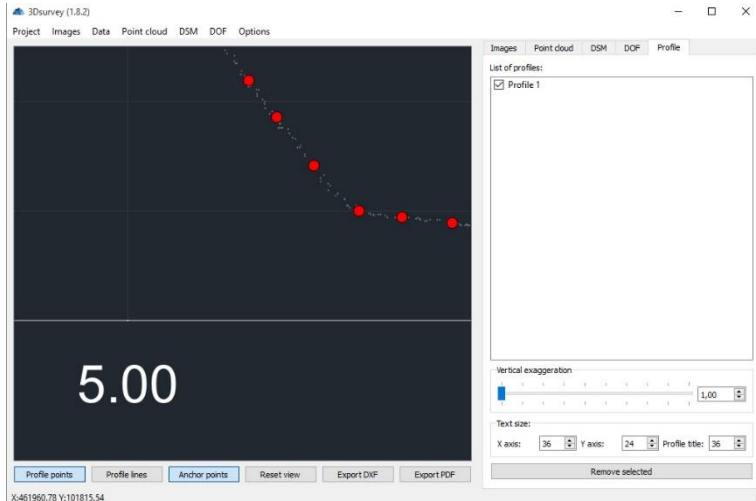 3Dsurvey (1.8.2)
Project Images Data Point cloud DSM DOF Options
Images Point cloud DSM DOF Profile
List of profiles:
Profile 1
5.00
Vertical exaggeration
1,00
Text size:
X axis: 36 Y axis: 24 Profile title: 36
Remove selected
Profile points Profile lines Anchor points Reset view Export DXF Export PDF
X:461960.78 Y:101815.54